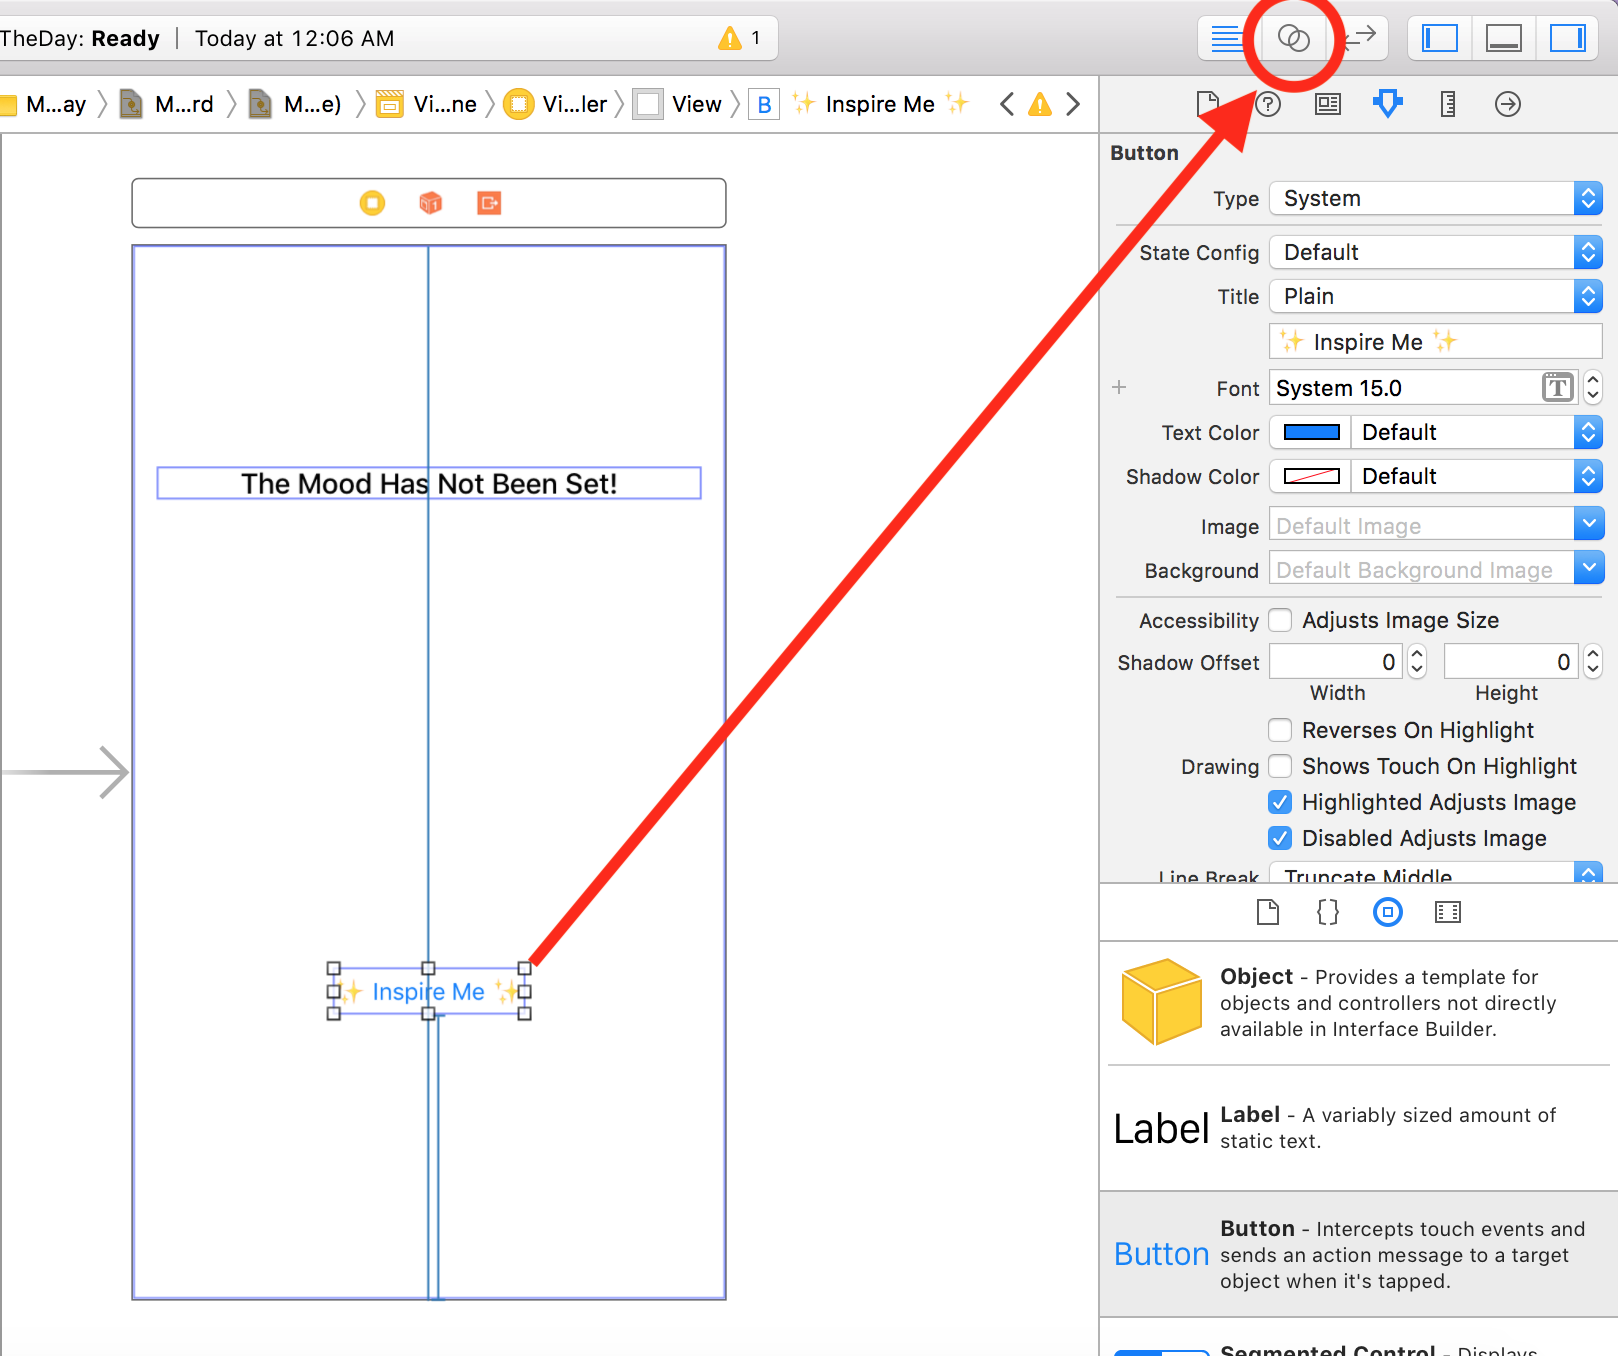 TheDay: Ready | Today at 12:06 AM 1
M...ay M...rd M...e) Vi...ne Vi...ler View B ✨ Inspire Me ✨
Button
Type System
State Config Default
Title Plain
✨ Inspire Me ✨
Font System 15.0 T
Text Color Default
Shadow Color Default
Image Default Image
Background Default Background Image
Accessibility Adjusts Image Size
Shadow Offset 0 0
Width Height
Reverses On Highlight
Drawing Shows Touch On Highlight
Highlighted Adjusts Image
Disabled Adjusts Image
Line Break Truncate Middle
The Mood Has Not Been Set!
✨ Inspire Me ✨
Object - Provides a template for
objects and controllers not directly
available in Interface Builder.
Label
Label - A variably sized amount of
static text.
Button
Button - Intercepts touch events and
sends an action message to a target
object when it's tapped.
Segmented Control - Displays